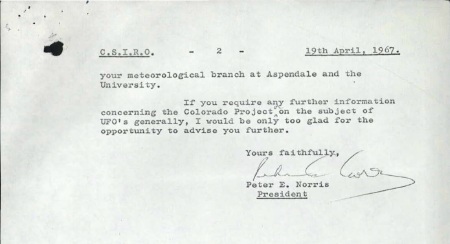 C.S.I.R.O. - 2 - 19th April, 1967.
your meteorological branch at Aspendale and the
University.
If you require any further information
concerning the Colorado Project on the subject of
UFO's generally, I would be only too glad for the
opportunity to advise you further.
Yours faithfully,
Peter E. Norris
President